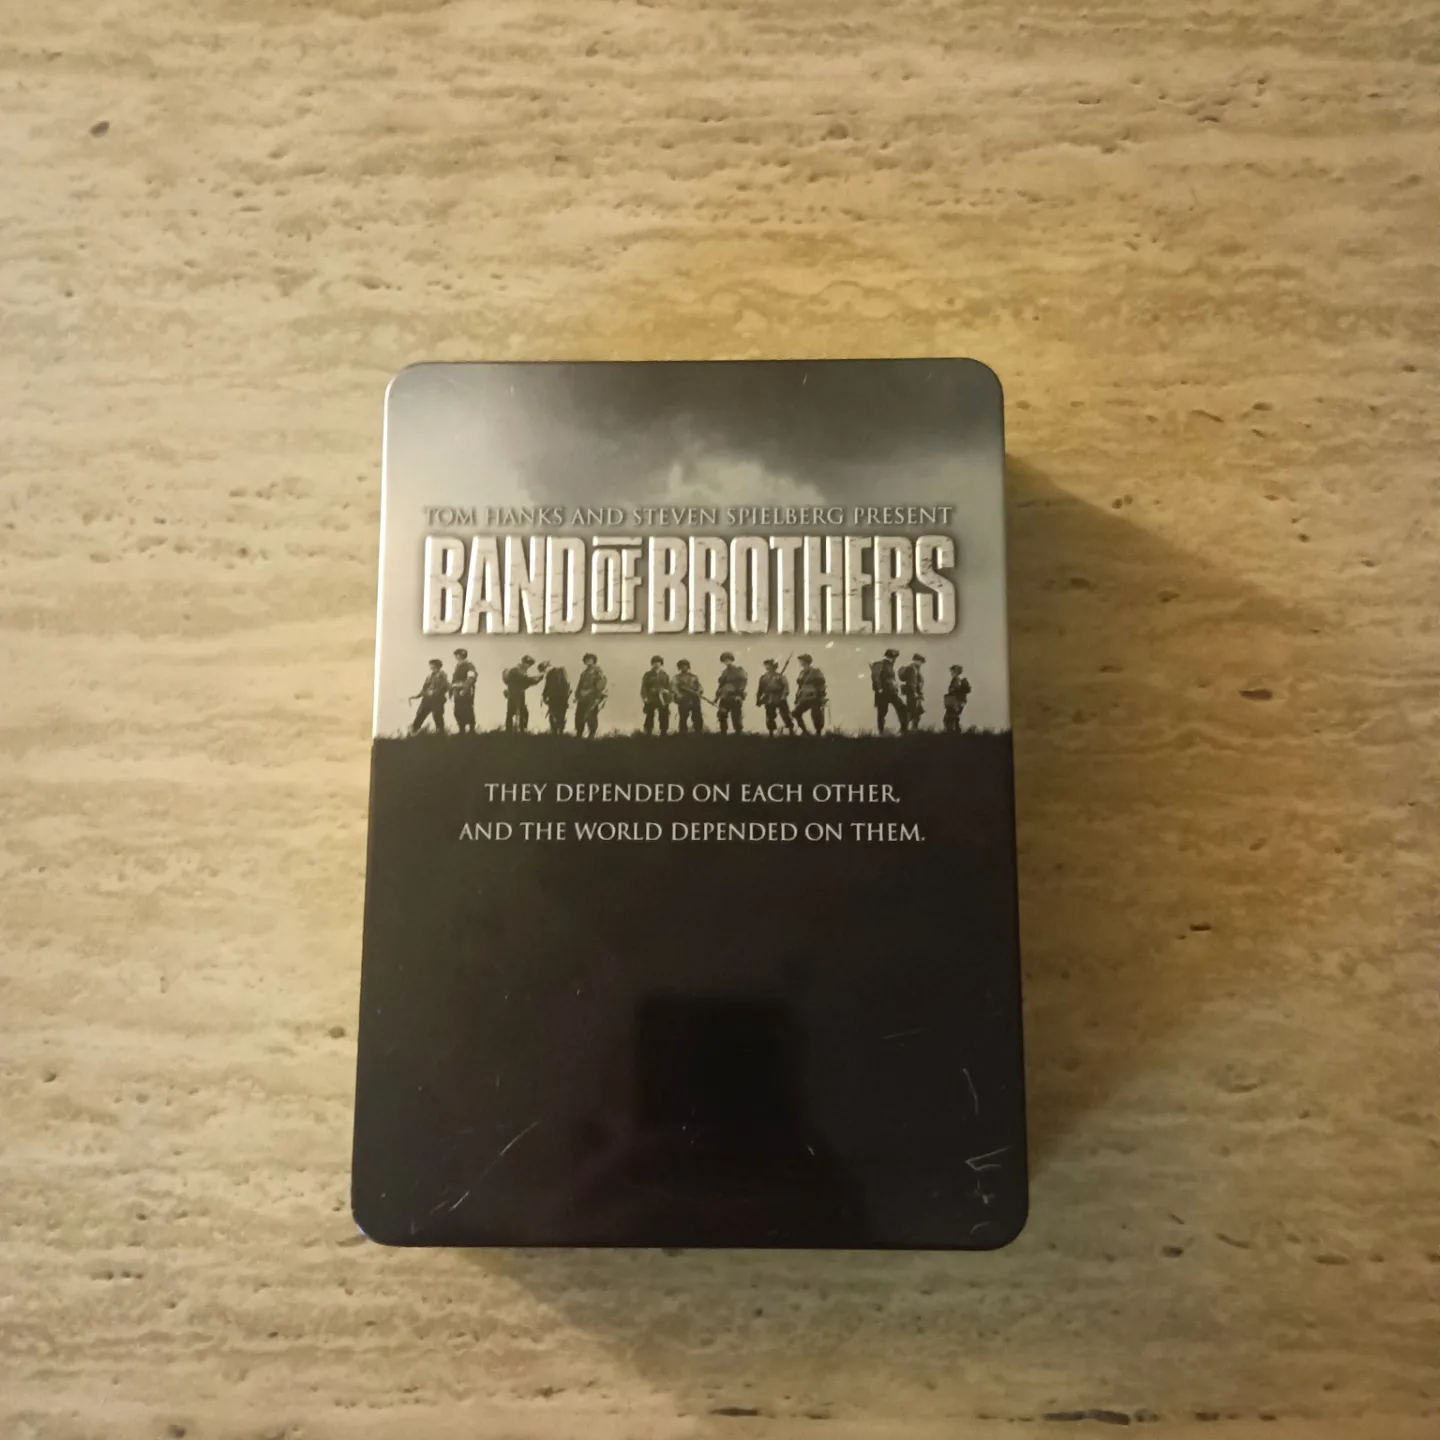 TOM HANKS AND STEVEN SPIELBERG PRESENT
BAND OF BROTHERS
THEY DEPENDED ON EACH OTHER,
AND THE WORLD DEPENDED ON THEM.